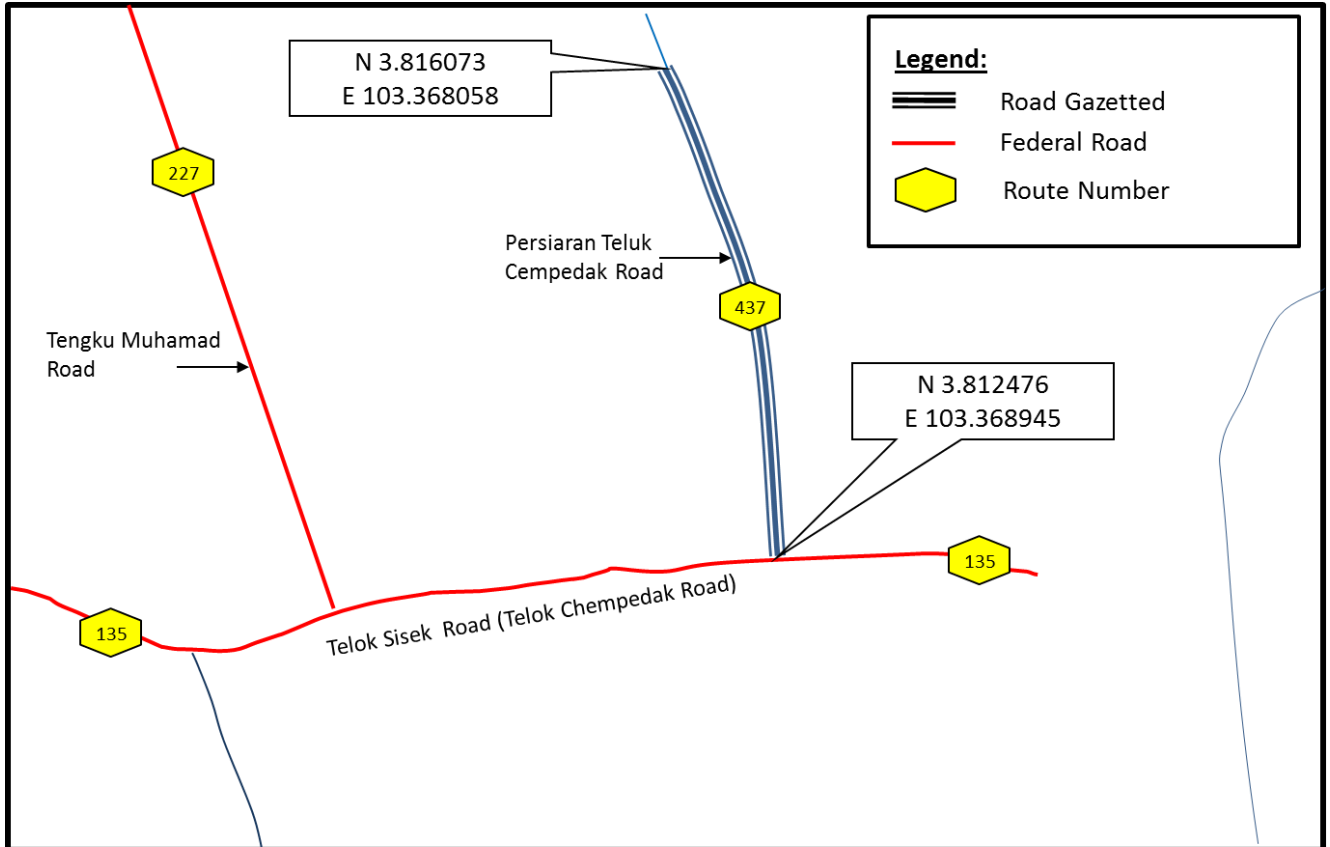 N 3.816073
E 103.368058
Legend:
Road Gazetted
Federal Road
Route Number
227
Persiaran Teluk
Cempedak Road
437
Tengku Muhamad
Road
N 3.812476
E 103.368945
135
135
Telok Sisek Road (Telok Chempedak Road)